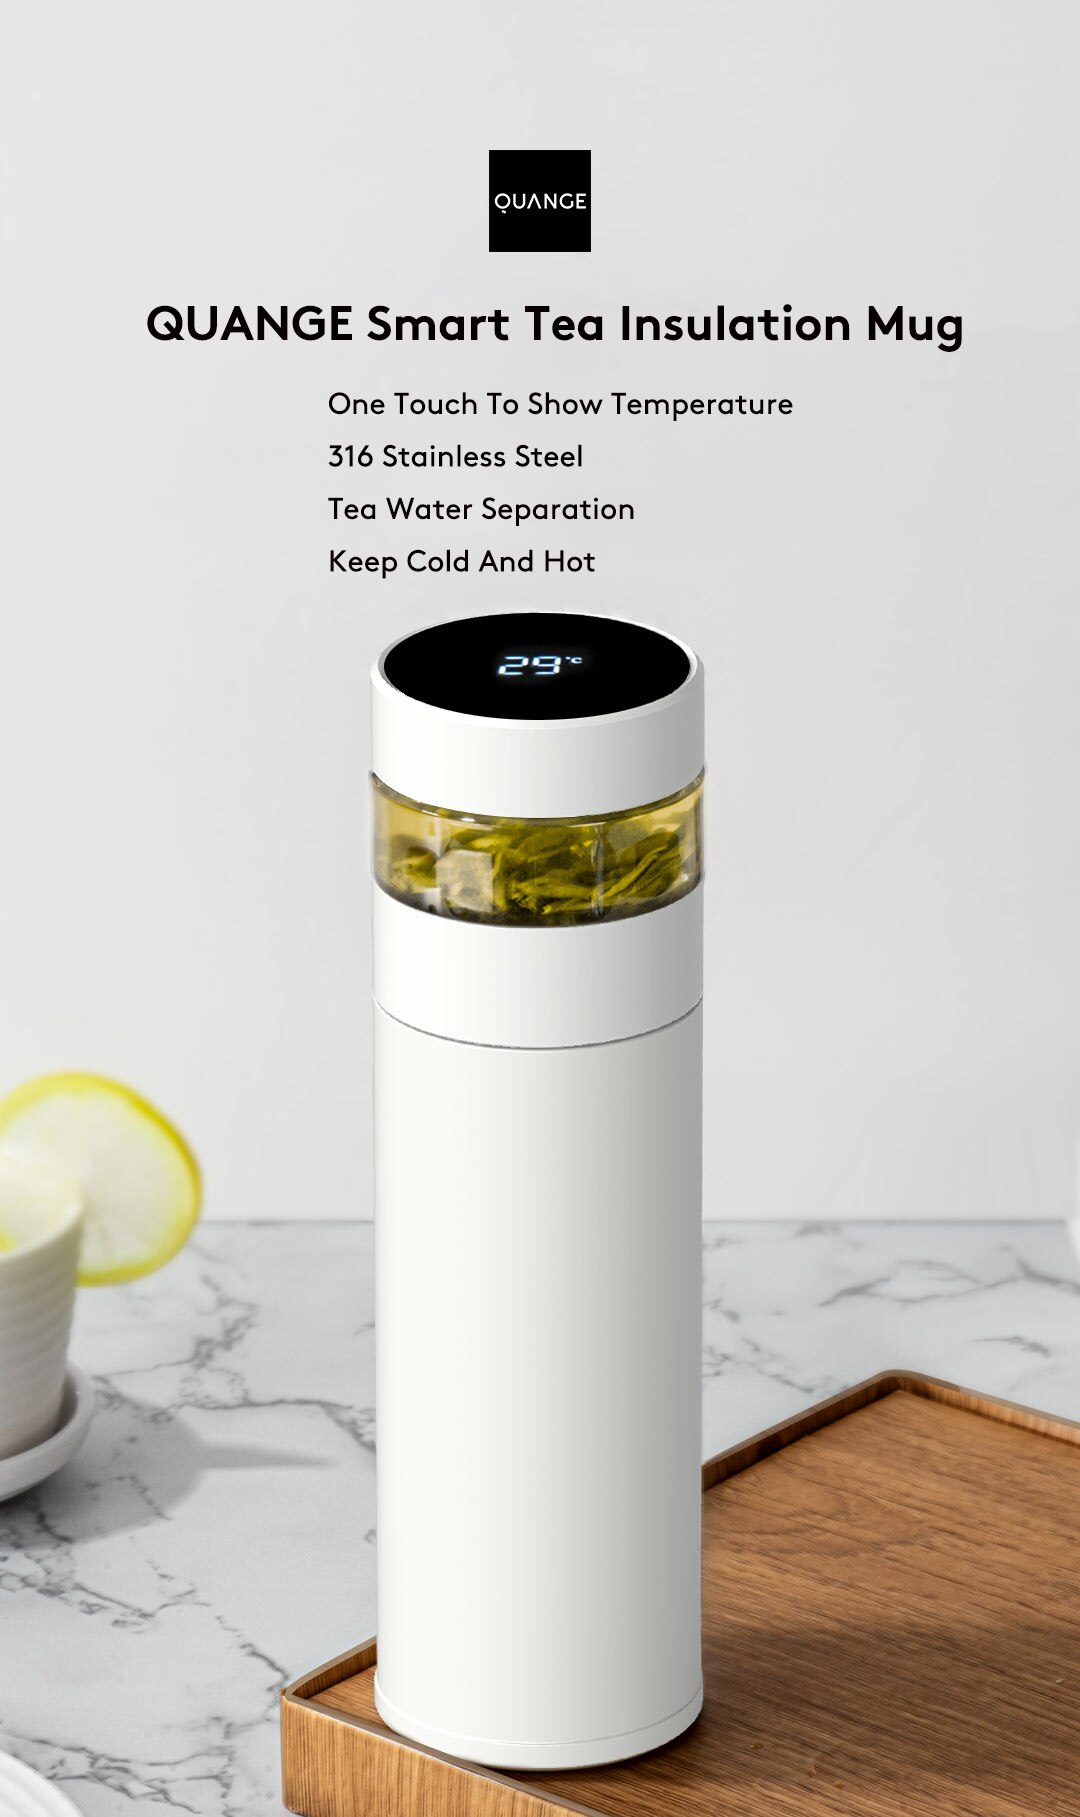 QUANGE
QUANGE Smart Tea Insulation Mug
One Touch To Show Temperature
316 Stainless Steel
Tea Water Separation
Keep Cold And Hot
29°C